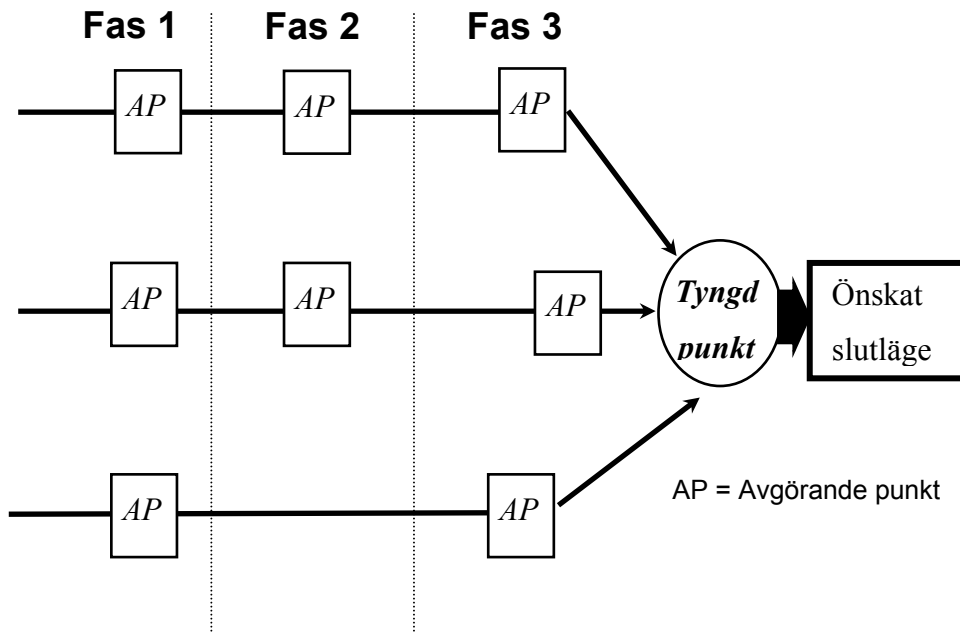 Fas 1
Fas 2
Fas 3
AP
AP
AP
AP
AP
AP
Tyngd
punkt
Önskat
slutläge
AP
AP
AP = Avgörande punkt